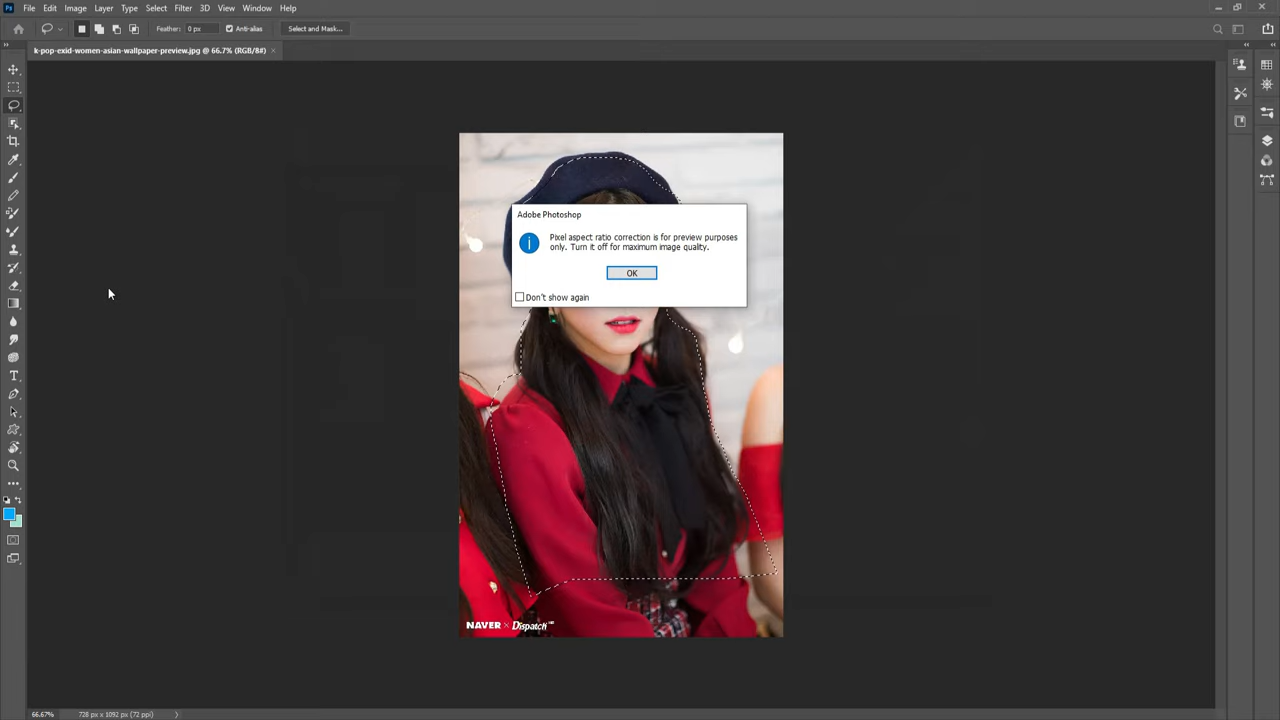 Ps File Edit Image Layer Type Select Filter 3D View Window Help
Feather: 0 px Anti-alias Select and Mask...
k-pop-exid-women-asian-wallpaper-preview.jpg @ 66.7% (RGB/8#) ×
Adobe Photoshop
Pixel aspect ratio correction is for preview purposes
only. Turn it off for maximum image quality.
OK
Don't show again
NAVER × Dispatch
66.67% 728 px x 1092 px (72 ppi)